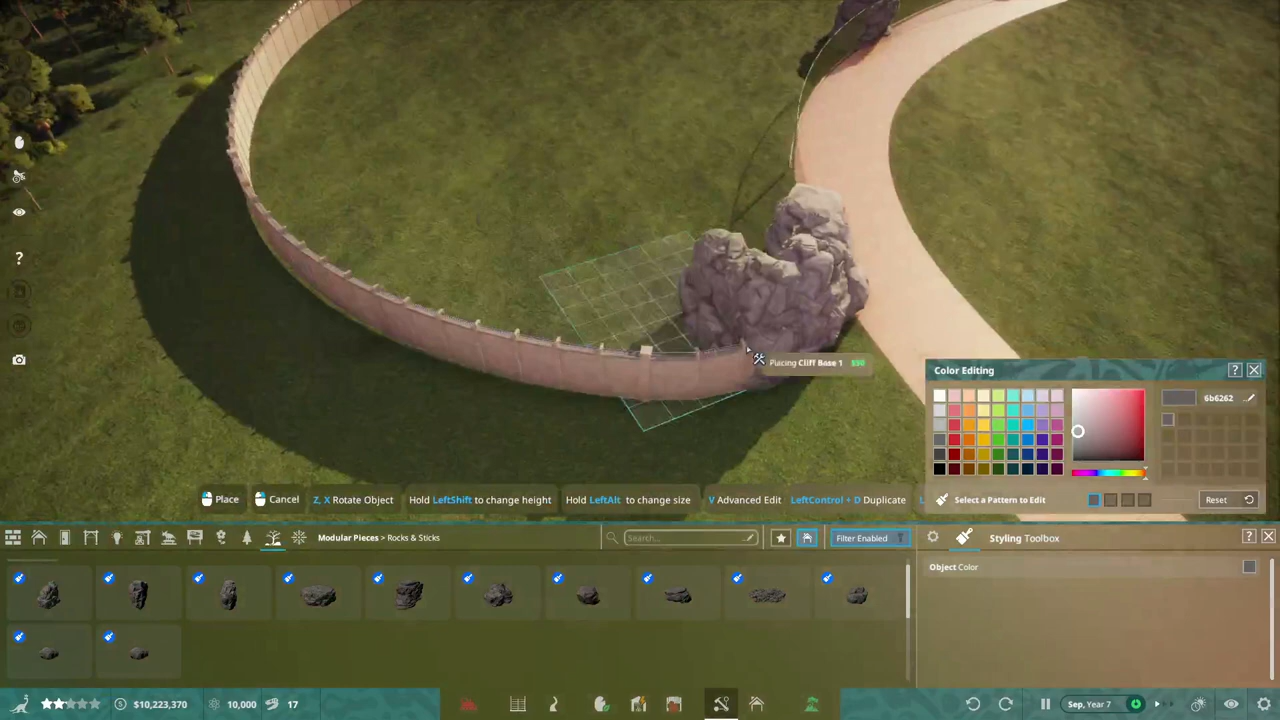 Placing Cliff Base 1 $50
Color Editing
?
6b6262
Select a Pattern to Edit
Reset
Place
Cancel
Z, X Rotate Object
Hold LeftShift to change height
Hold LeftAlt to change size
V Advanced Edit
LeftControl + D Duplicate
Modular Pieces > Rocks & Sticks
Search...
Filter Enabled
Styling Toolbox
?
Object Color
?
$10,223,370
10,000
17
Sep, Year 7